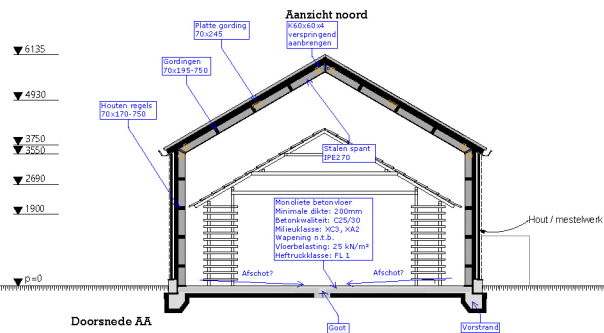 Aanzicht noord
Platte gording
70x245
K60x60x4
verspringend
aanbrengen
6135
Gordingen
70x195-750
4930
Houten regels
70x170-750
3750
3550
Stalen spant
IPE270
2690
1900
Monoliete betonvloer
Minimale dikte: 200mm
Betonkwaliteit: C25/30
Milieuklasse: XC3, XA2
Wapening n.t.b.
Vloerbelasting: 25 kN/m²
Heftruckklasse: FL 1
Hout / mestelwerk
Afschot?
Afschot?
p=0
Doorsnede AA
Goot
Vorstrand